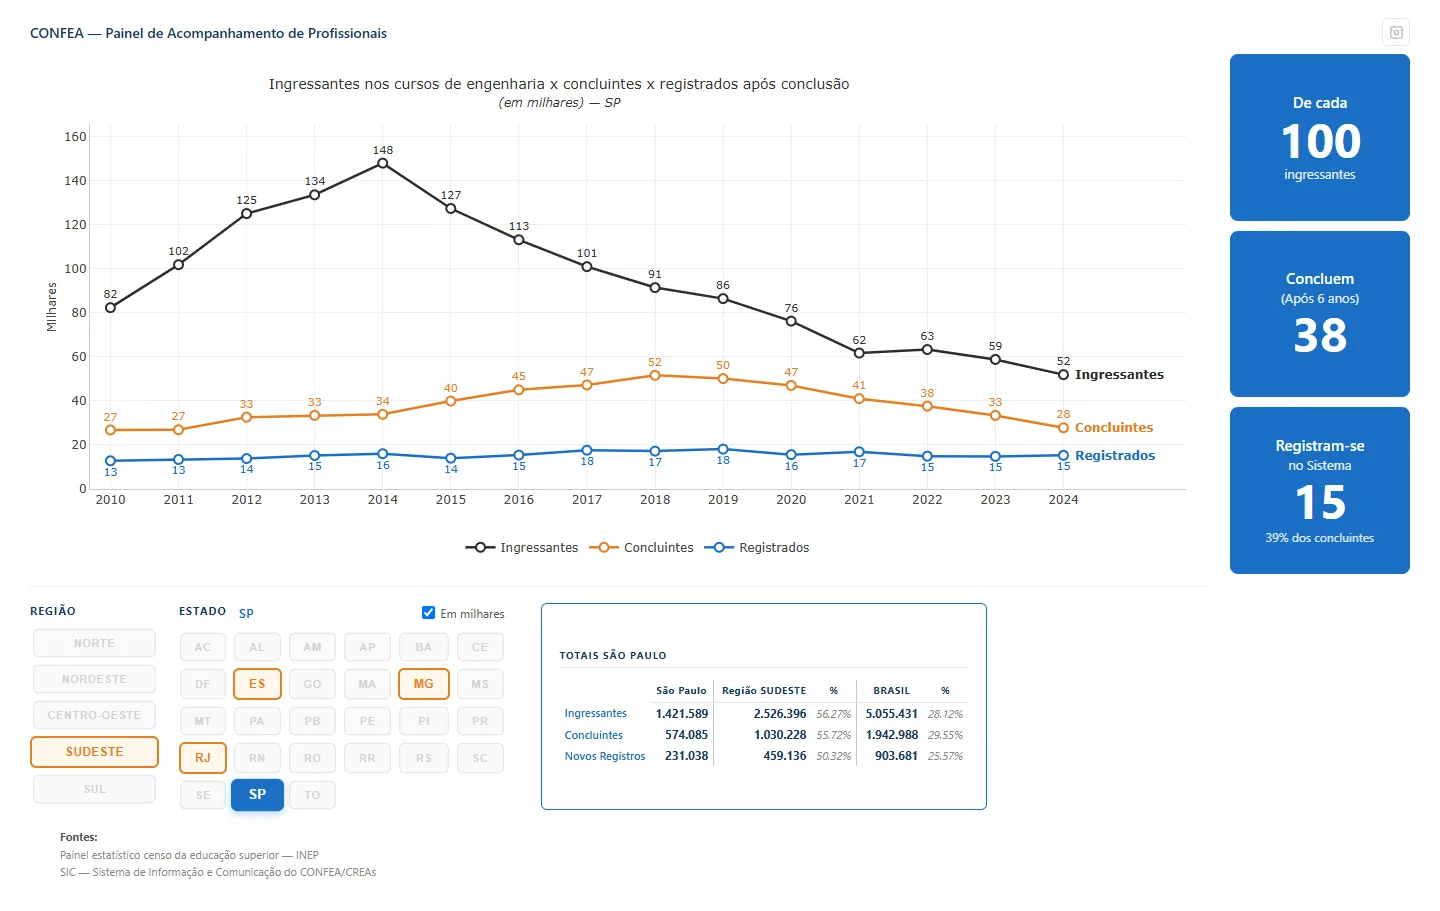 CONFEA — Painel de Acompanhamento de Profissionais
Ingressantes nos cursos de engenharia x concluintes x registrados após conclusão
(em milhares) — SP
Milhares
160
140
120
100
80
60
40
20
0
82 102 125 134 148 127 113 101 91 86 76 62 63 59 52
Ingressantes
27 27 33 33 34 40 45 47 52 50 47 41 38 33 28
Concluintes
13 13 14 15 16 14 15 18 17 18 16 17 15 15 15
Registrados
2010 2011 2012 2013 2014 2015 2016 2017 2018 2019 2020 2021 2022 2023 2024
Ingressantes Concluintes Registrados
De cada
100
ingressantes
Concluem
(Após 6 anos)
38
Registram-se
no Sistema
15
39% dos concluintes
REGIÃO
NORTE
NORDESTE
CENTRO-OESTE
SUDESTE
SUL
ESTADO SP
Em milhares
AC AL AM AP BA CE
DF ES GO MA MG MS
MT PA PB PE PI PR
RJ RN RO RR RS SC
SE SP TO
TOTAIS SÃO PAULO
São Paulo Região SUDESTE % BRASIL %
Ingressantes 1.421.589 2.526.396 56.27% 5.055.431 28.12%
Concluintes 574.085 1.030.228 55.72% 1.942.988 29.55%
Novos Registros 231.038 459.136 50.32% 903.681 25.57%
Fontes:
Painel estatístico censo da educação superior — INEP
SIC — Sistema de Informação e Comunicação do CONFEA/CREAs